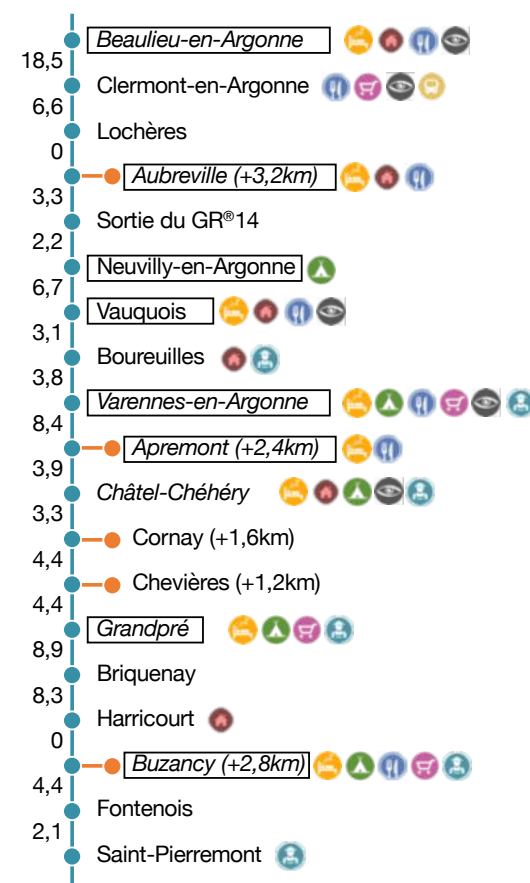 Beaulieu-en-Argonne
18,5
Clermont-en-Argonne
6,6
Lochères
0
Aubreville (+3,2km)
3,3
Sortie du GR®14
2,2
Neuvilly-en-Argonne
6,7
Vauquois
3,1
Boureuilles
3,8
Varennes-en-Argonne
8,4
Apremont (+2,4km)
3,9
Châtel-Chéhéry
3,3
Cornay (+1,6km)
4,4
Chevières (+1,2km)
4,4
Grandpré
8,9
Briquenay
8,3
Harricourt
0
Buzancy (+2,8km)
4,4
Fontenois
2,1
Saint-Pierremont